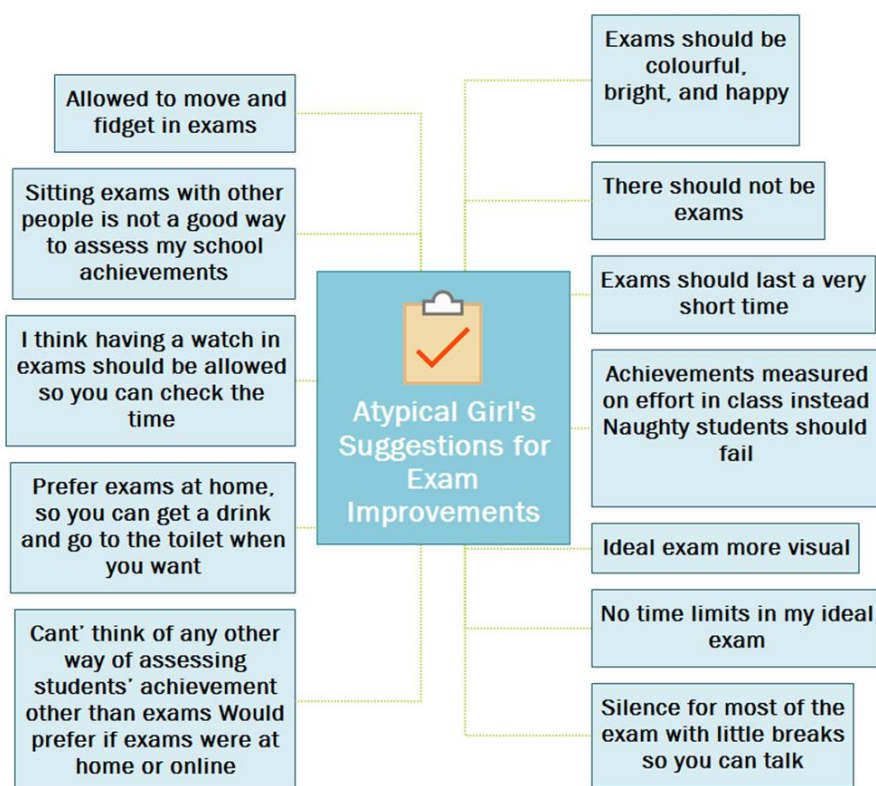 Allowed to move and
fidget in exams
Sitting exams with other
people is not a good way
to assess my school
achievements
I think having a watch in
exams should be allowed
so you can check the
time
Prefer exams at home,
so you can get a drink
and go to the toilet when
you want
Cant’ think of any other
way of assessing
students’ achievement
other than exams Would
prefer if exams were at
home or online
Atypical Girl's
Suggestions for
Exam
Improvements
Exams should be
colourful,
bright, and happy
There should not be
exams
Exams should last a very
short time
Achievements measured
on effort in class instead
Naughty students should
fail
Ideal exam more visual
No time limits in my ideal
exam
Silence for most of the
exam with little breaks
so you can talk